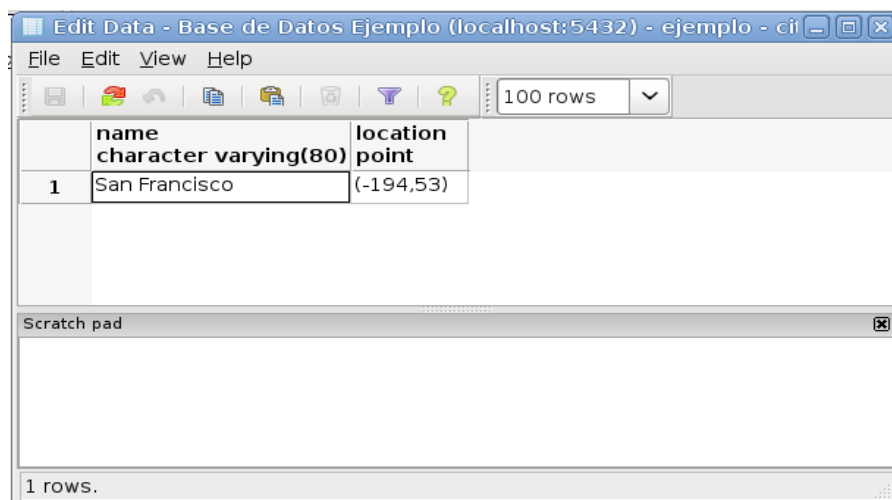 Edit Data - Base de Datos Ejemplo (localhost:5432) - ejemplo - cit
File Edit View Help
100 rows
name location
character varying(80) point
1 San Francisco (-194,53)
Scratch pad
1 rows.